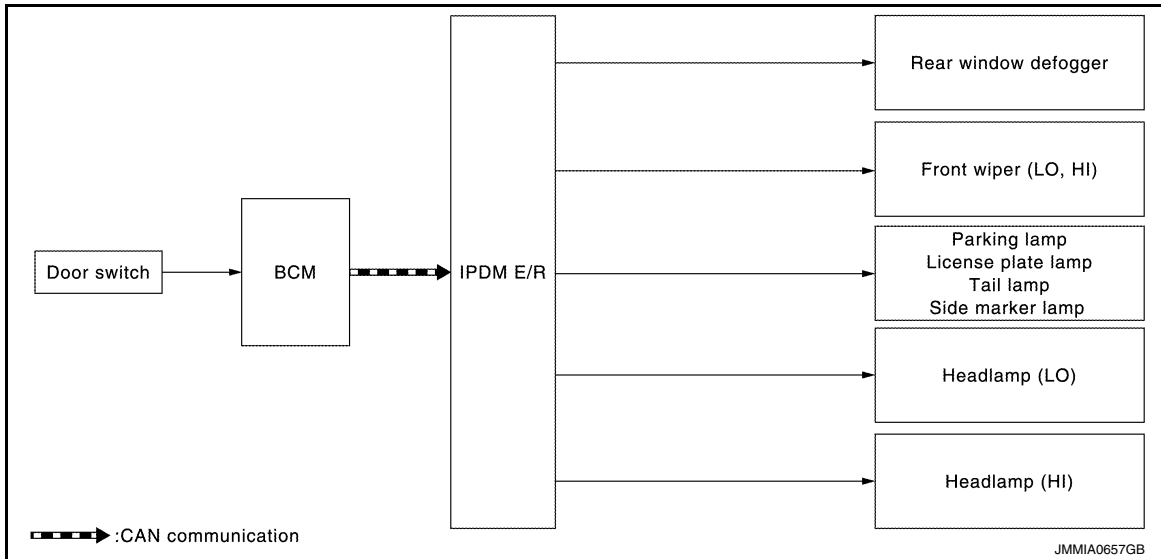 Door switch
BCM
IPDM E/R
Rear window defogger
Front wiper (LO, HI)
Parking lamp
License plate lamp
Tail lamp
Side marker lamp
Headlamp (LO)
Headlamp (HI)
:CAN communication
JMMIA0657GB